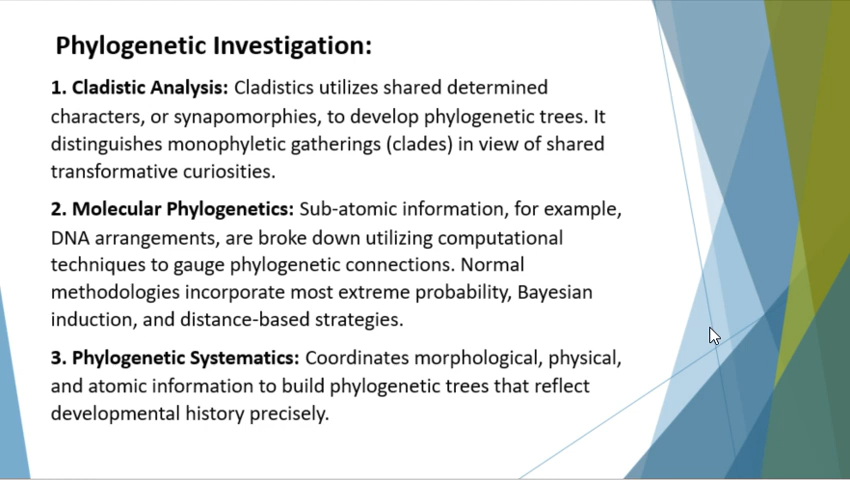 Phylogenetic Investigation:
1. Cladistic Analysis: Cladistics utilizes shared determined
characters, or synapomorphies, to develop phylogenetic trees. It
distinguishes monophyletic gatherings (clades) in view of shared
transformative curiosities.
2. Molecular Phylogenetics: Sub-atomic information, for example,
DNA arrangements, are broke down utilizing computational
techniques to gauge phylogenetic connections. Normal
methodologies incorporate most extreme probability, Bayesian
induction, and distance-based strategies.
3. Phylogenetic Systematics: Coordinates morphological, physical,
and atomic information to build phylogenetic trees that reflect
developmental history precisely.